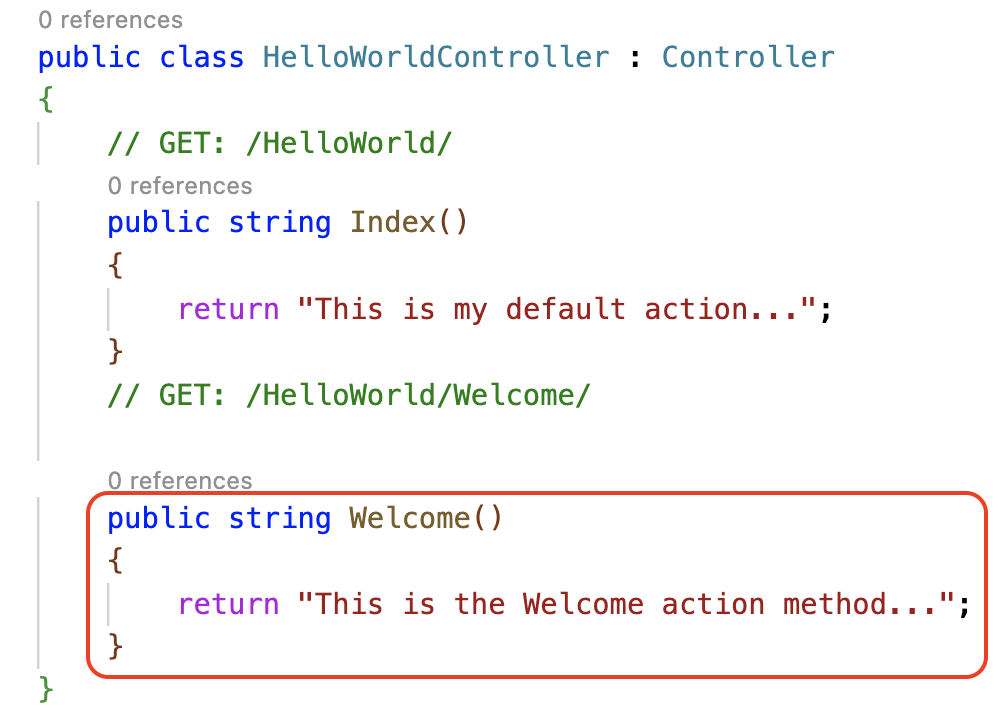 0 references
public class HelloWorldController : Controller
{
// GET: /HelloWorld/
0 references
public string Index()
{
return "This is my default action...";
}
// GET: /HelloWorld/Welcome/
0 references
public string Welcome()
{
return "This is the Welcome action method...";
}
}